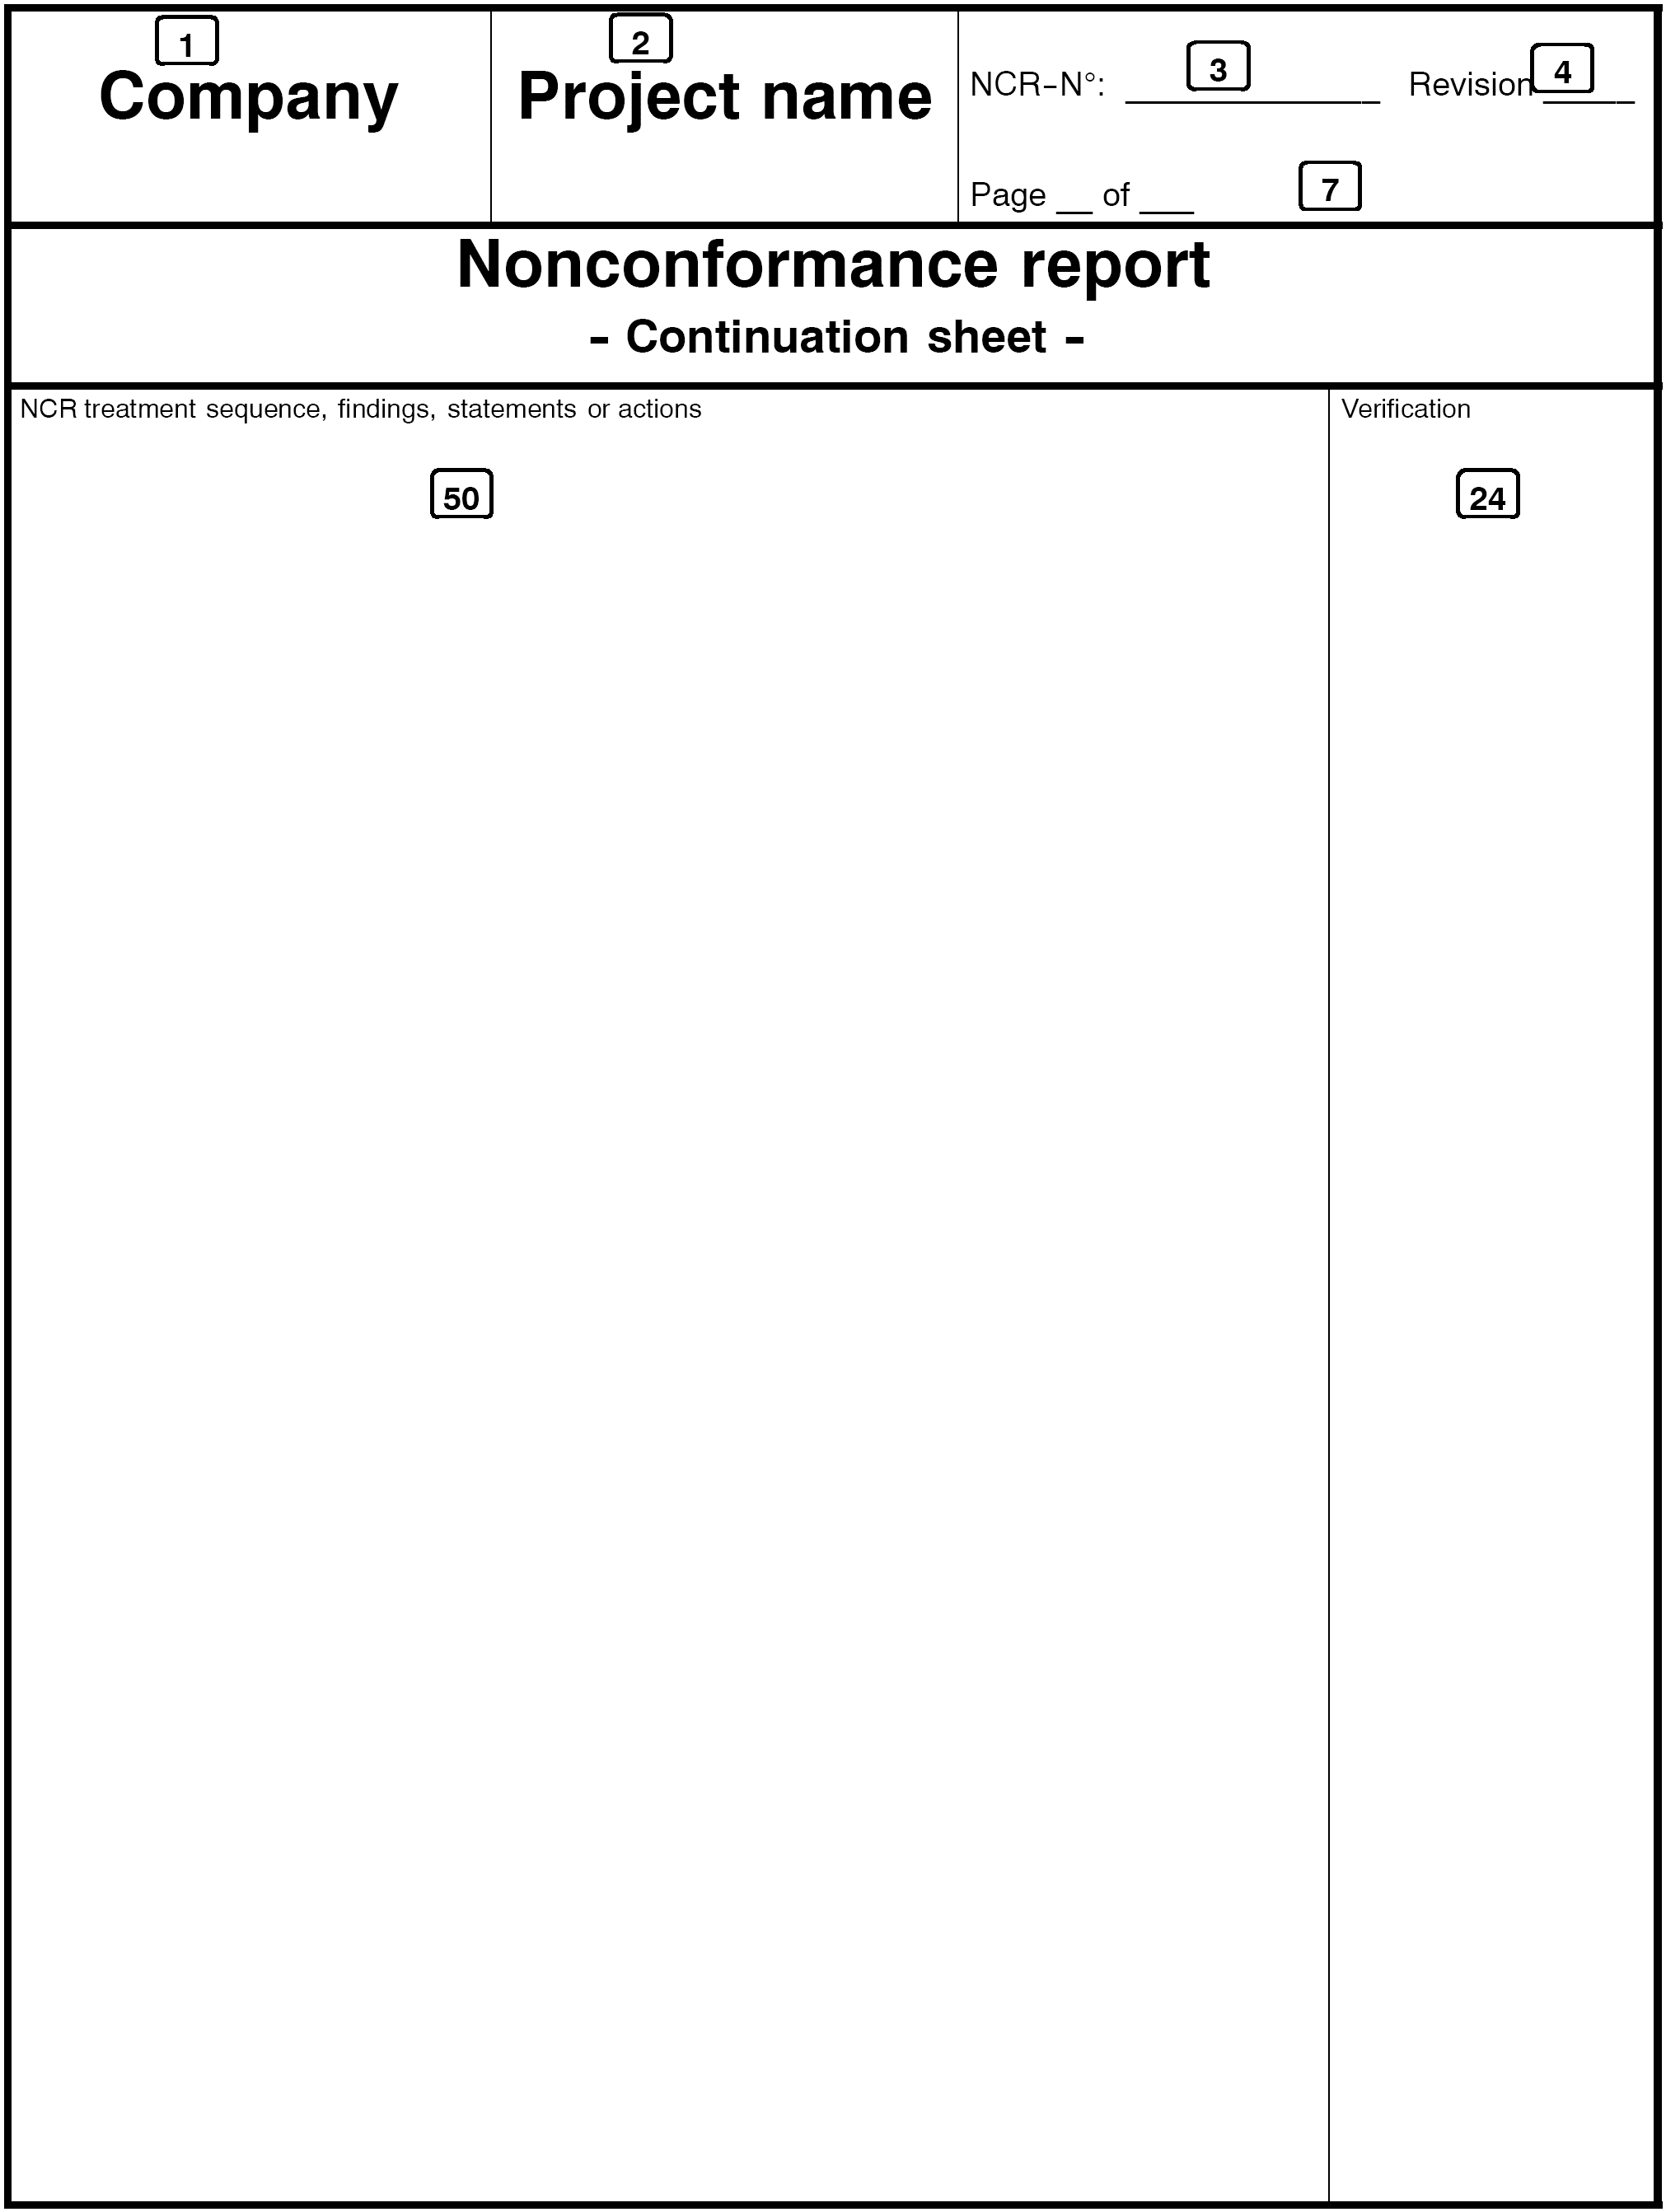 1
Company
2
Project name
NCR-N°: ______________ 3 Revision _____ 4
Page __ of ___ 7
Nonconformance report
- Continuation sheet -
NCR treatment sequence, findings, statements or actions
Verification
50
24